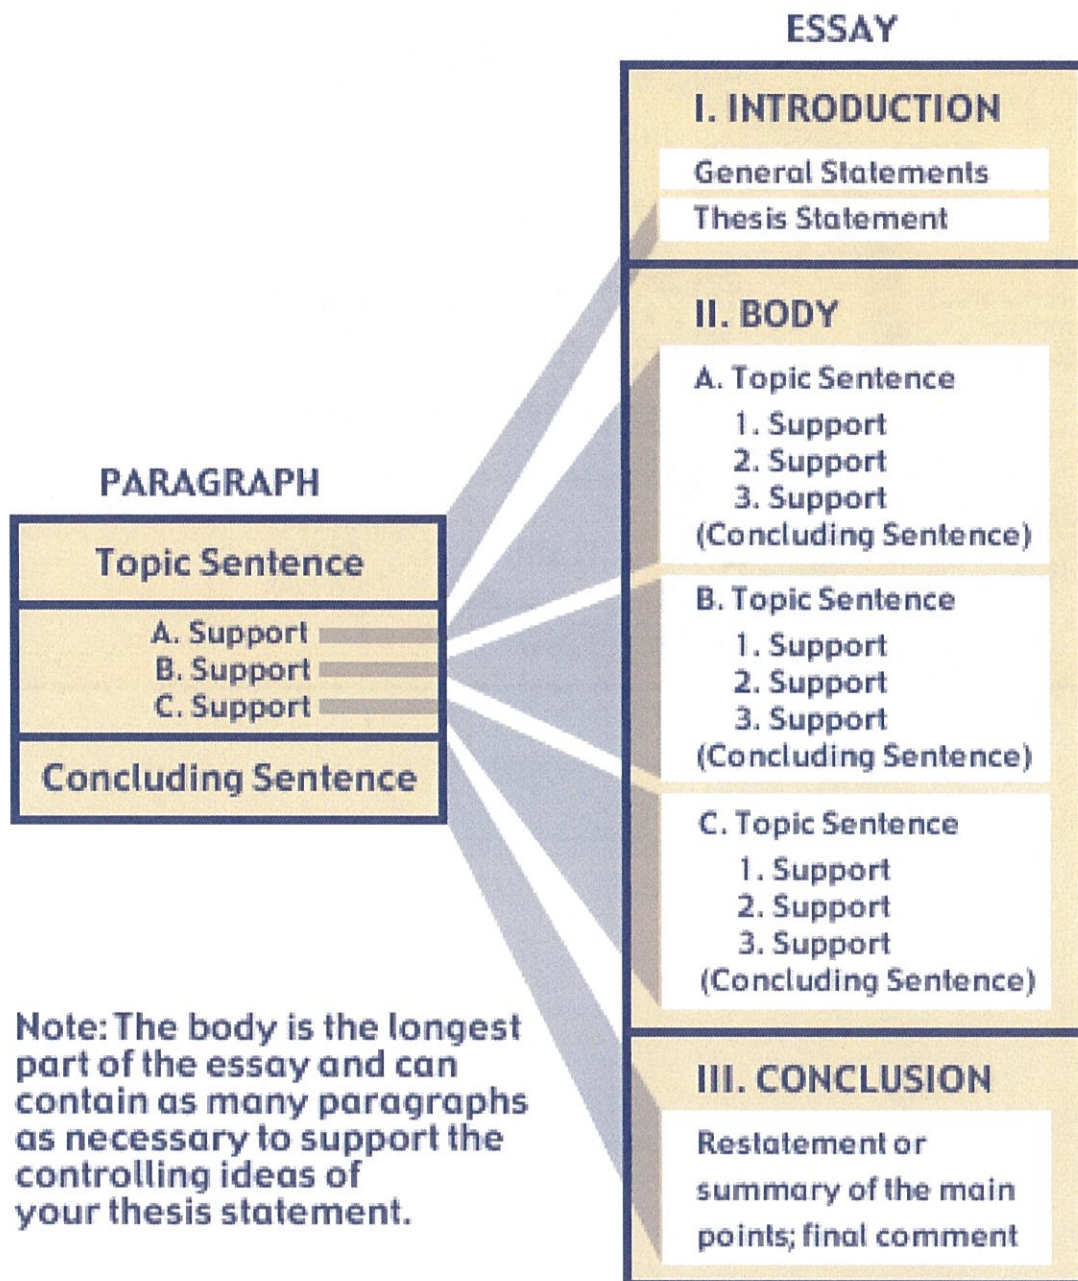 ESSAY
I. INTRODUCTION
General Statements
Thesis Statement
II. BODY
A. Topic Sentence
1. Support
2. Support
3. Support
(Concluding Sentence)
B. Topic Sentence
1. Support
2. Support
3. Support
(Concluding Sentence)
C. Topic Sentence
1. Support
2. Support
3. Support
(Concluding Sentence)
III. CONCLUSION
Restatement or
summary of the main
points; final comment
PARAGRAPH
Topic Sentence
A. Support
B. Support
C. Support
Concluding Sentence
Note: The body is the longest
part of the essay and can
contain as many paragraphs
as necessary to support the
controlling ideas of
your thesis statement.